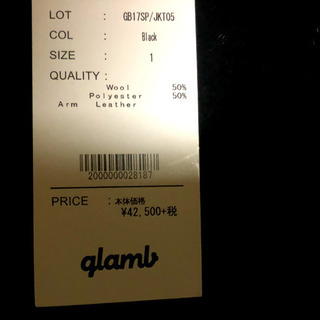 LOT : GB17SP/JKT05
COL : Black
SIZE : 1
QUALITY :
Wool 50%
Polyester 50%
Arm Leather
2000000028187
PRICE : 本体価格
¥42,500+税
glamb